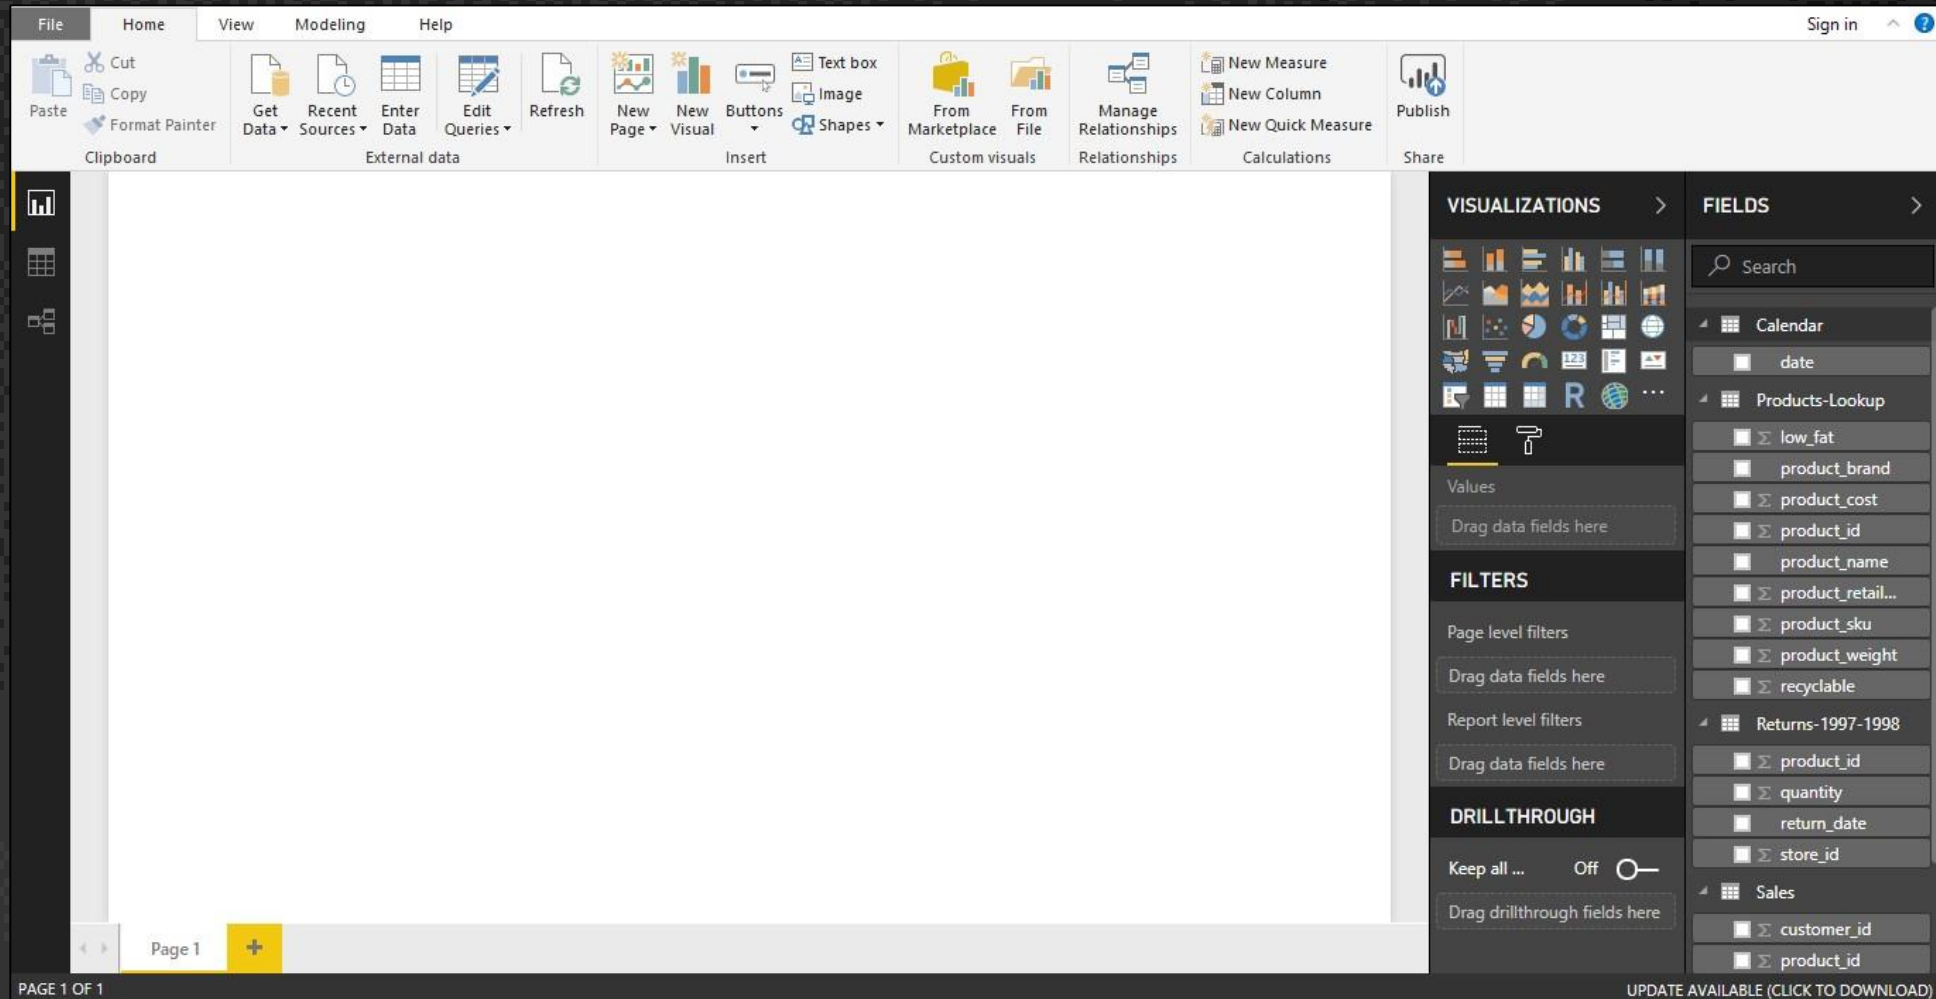 File Home View Modeling Help Sign in ?
Paste
Cut
Copy
Format Painter
Clipboard
Get Data
Recent Sources
Enter Data
Edit Queries
Refresh
External data
New Page
New Visual
Buttons
Text box
Image
Shapes
Insert
From Marketplace
From File
Custom visuals
Manage Relationships
Relationships
New Measure
New Column
New Quick Measure
Calculations
Publish
Share
VISUALIZATIONS
123
R
Values
Drag data fields here
FILTERS
Page level filters
Drag data fields here
Report level filters
Drag data fields here
DRILLTHROUGH
Keep all ... Off
Drag drillthrough fields here
FIELDS
Search
Calendar
date
Products-Lookup
Σ low_fat
product_brand
Σ product_cost
Σ product_id
product_name
Σ product_retail...
Σ product_sku
Σ product_weight
Σ recyclable
Returns-1997-1998
Σ product_id
Σ quantity
return_date
Σ store_id
Sales
Σ customer_id
Σ product_id
Page 1 +
PAGE 1 OF 1
UPDATE AVAILABLE (CLICK TO DOWNLOAD)